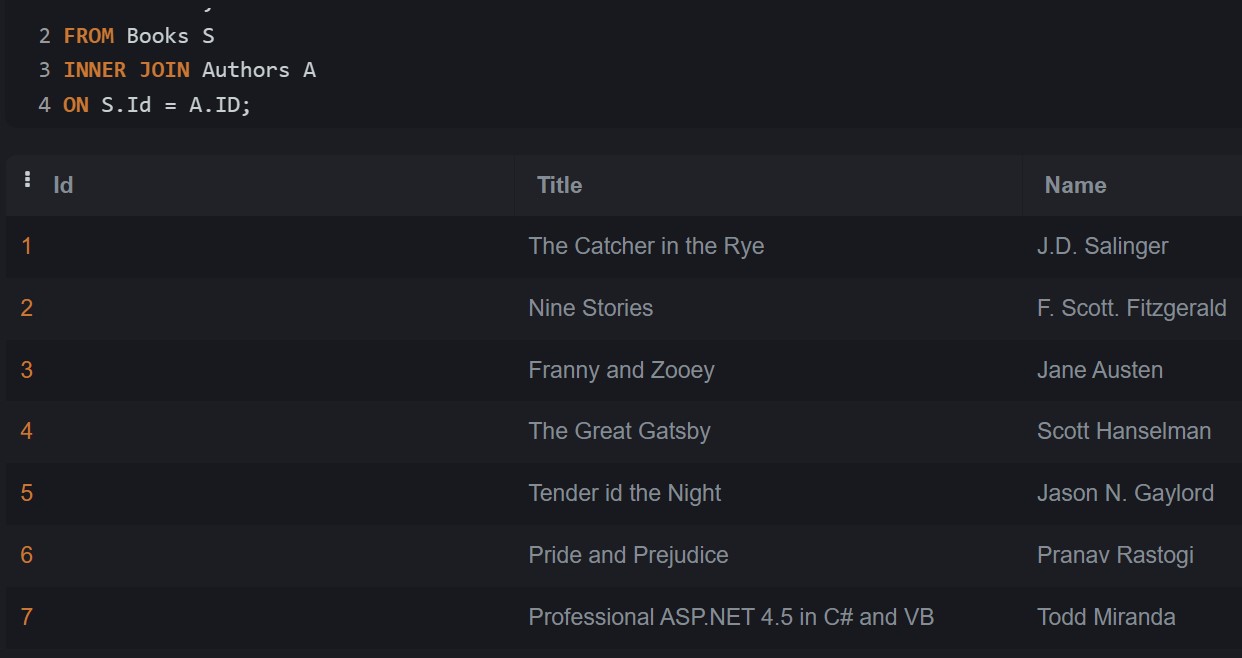 2 FROM Books S
3 INNER JOIN Authors A
4 ON S.Id = A.ID;
Id Title Name
1 The Catcher in the Rye J.D. Salinger
2 Nine Stories F. Scott. Fitzgerald
3 Franny and Zooey Jane Austen
4 The Great Gatsby Scott Hanselman
5 Tender id the Night Jason N. Gaylord
6 Pride and Prejudice Pranav Rastogi
7 Professional ASP.NET 4.5 in C# and VB Todd Miranda